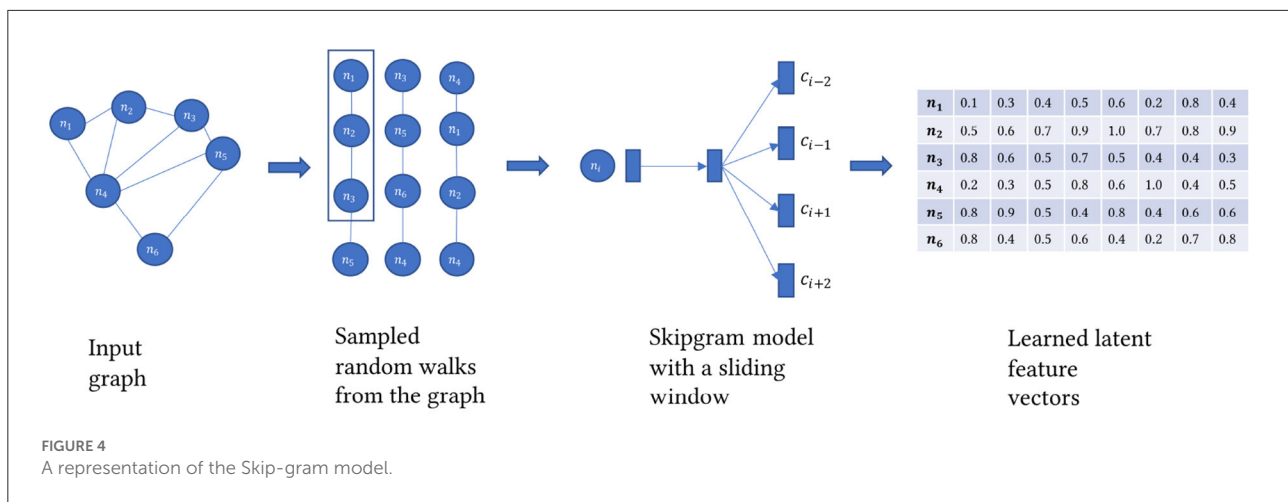 n1
n2
n3
n4
n5
n6
n1 n3 n4
n2 n5 n1
n3 n6 n2
n5 n4 n4
ni
ci−2
ci−1
ci+1
ci+2
n1 0.1 0.3 0.4 0.5 0.6 0.2 0.8 0.4
n2 0.5 0.6 0.7 0.9 1.0 0.7 0.8 0.9
n3 0.8 0.6 0.5 0.7 0.5 0.4 0.4 0.3
n4 0.2 0.3 0.5 0.8 0.6 1.0 0.4 0.5
n5 0.8 0.9 0.5 0.4 0.8 0.4 0.6 0.6
n6 0.8 0.4 0.5 0.6 0.4 0.2 0.7 0.8
Input
graph
Sampled
random walks
from the graph
Skipgram model
with a sliding
window
Learned latent
feature
vectors
FIGURE 4
A representation of the Skip-gram model.